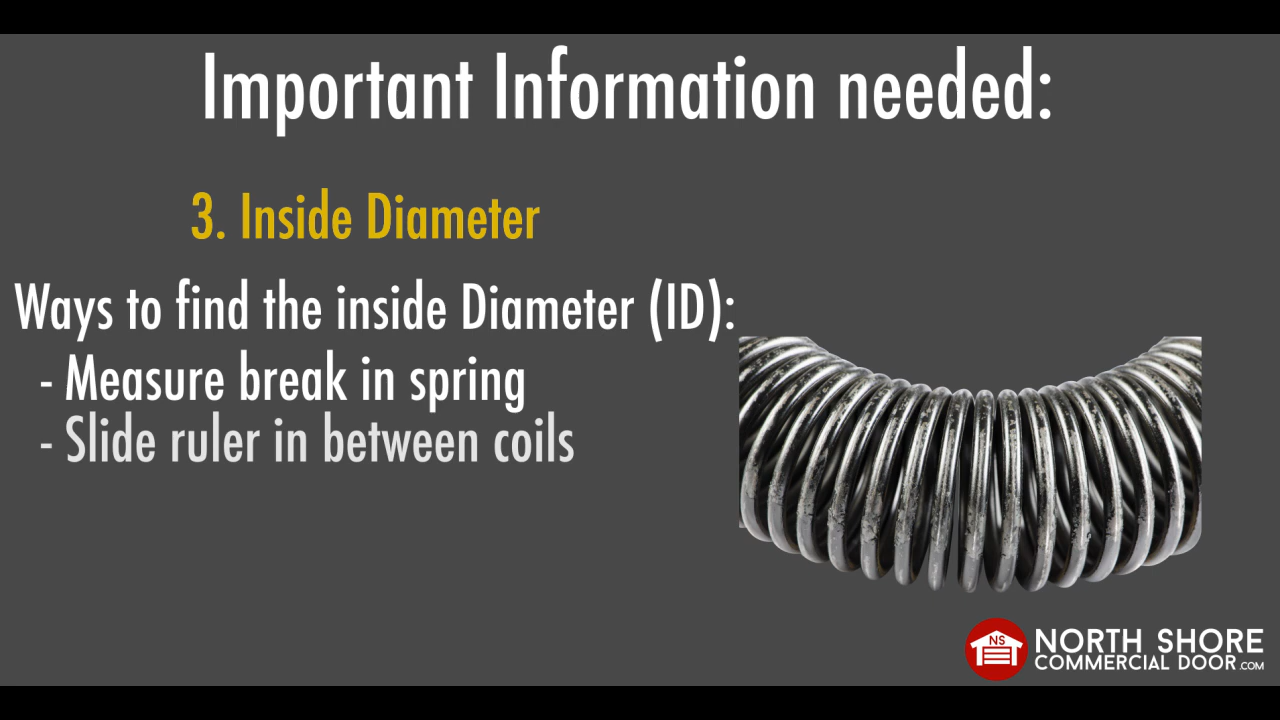 Important Information needed:
3. Inside Diameter
Ways to find the inside Diameter (ID):
- Measure break in spring
- Slide ruler in between coils
NS
NORTH SHORE
COMMERCIAL DOOR.COM